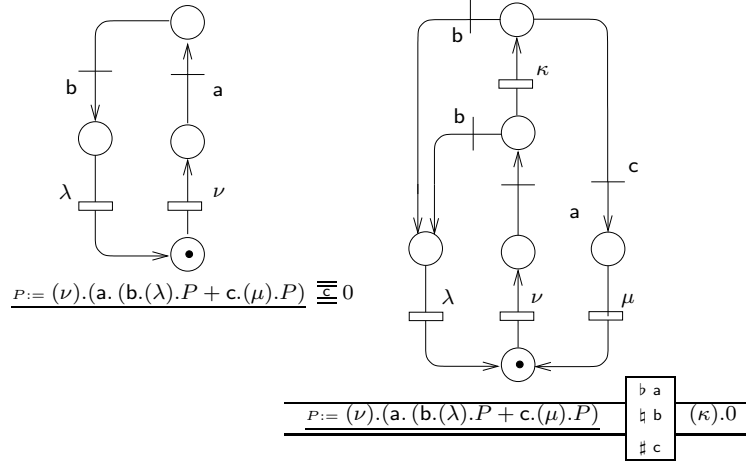 b
a
λ
ν
P:= (ν).(a. (b.(λ).P + c.(μ).P) c 0
b
κ
b
c
a
λ
ν
μ
P:= (ν).(a. (b.(λ).P + c.(μ).P) (κ).0
♭ a
♮ b
♯ c